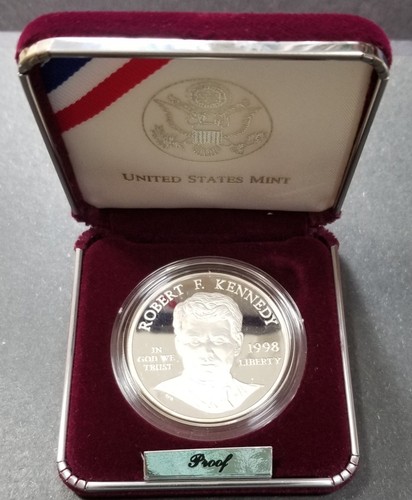 UNITED STATES MINT
ROBERT F. KENNEDY
IN
GOD WE
TRUST
1998
LIBERTY
Proof